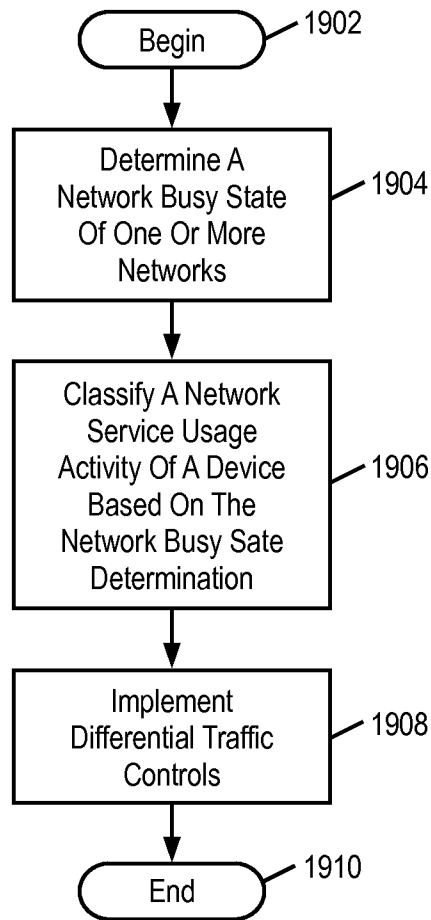 Begin
1902
Determine A
Network Busy State
Of One Or More
Networks
1904
Classify A Network
Service Usage
Activity Of A Device
Based On The
Network Busy Sate
Determination
1906
Implement
Differential Traffic
Controls
1908
End
1910